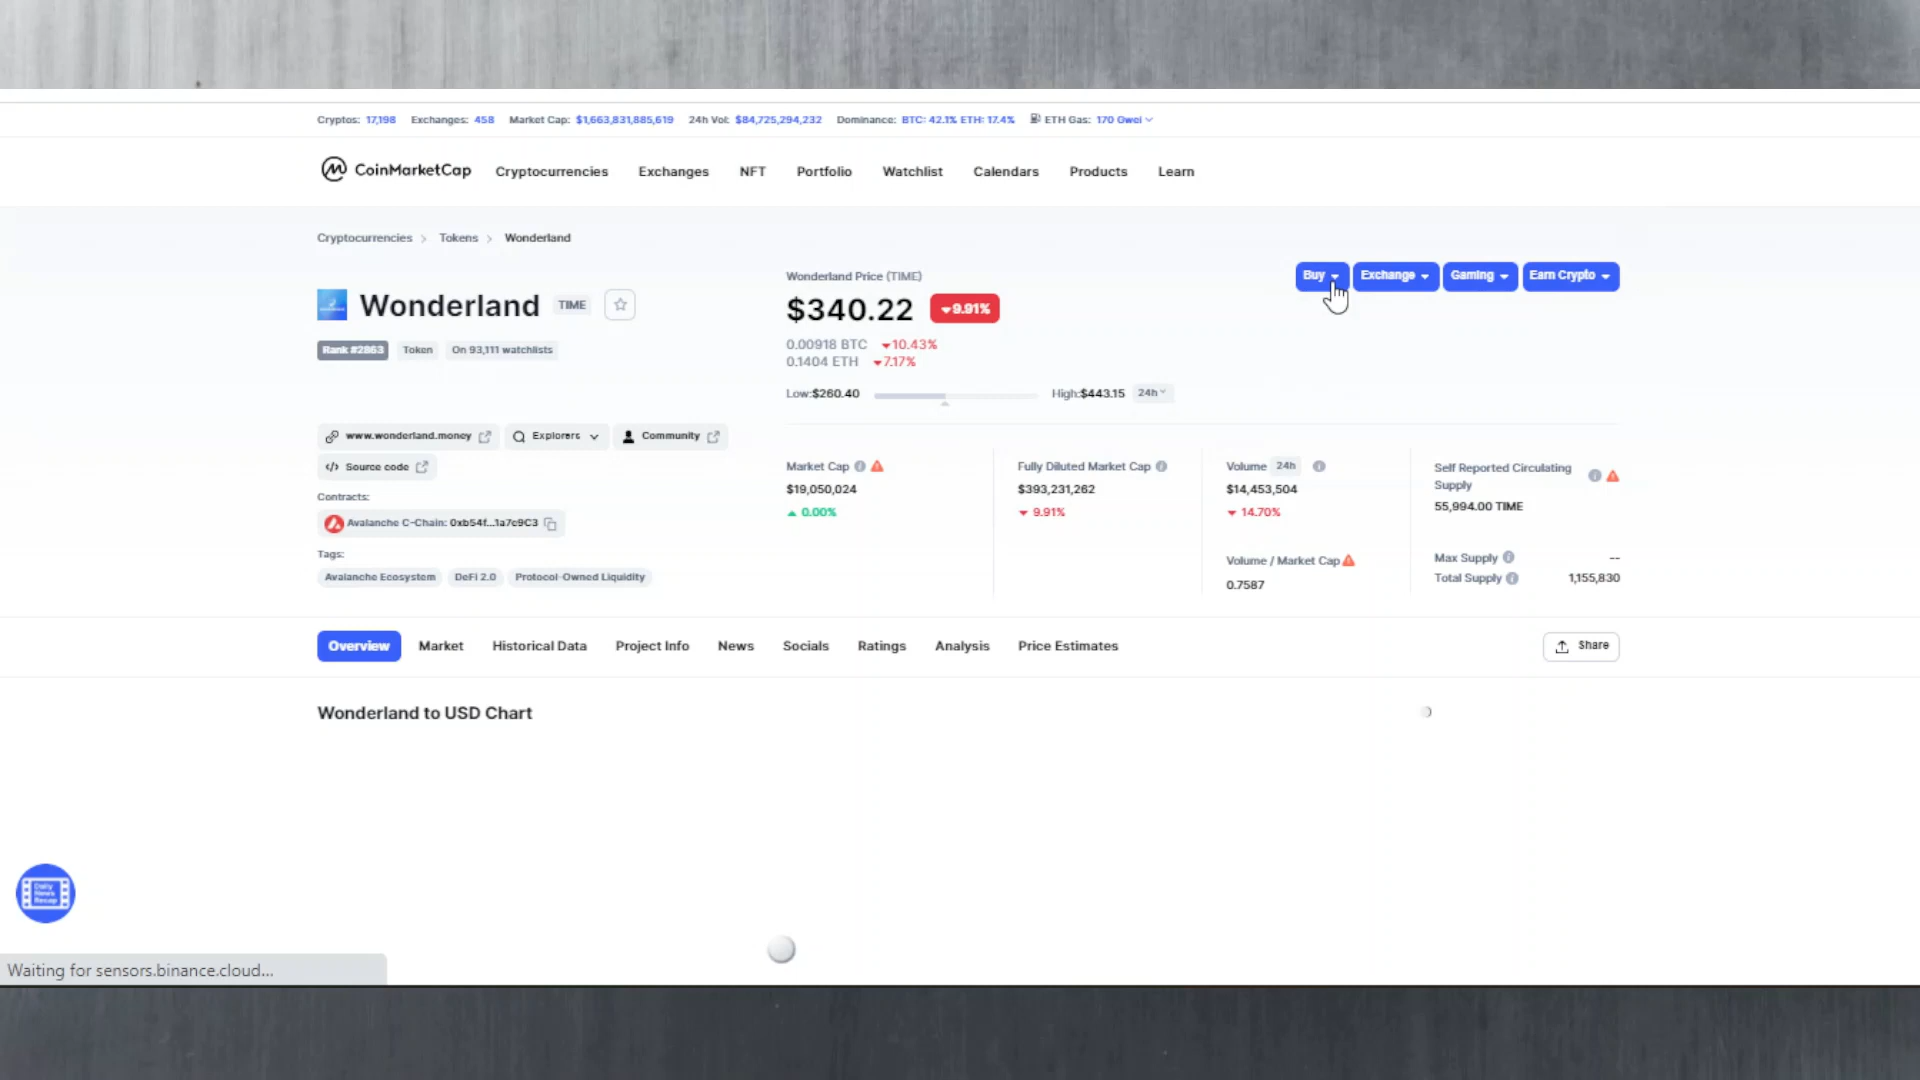 Cryptos: 17,198 Exchanges: 458 Market Cap: $1,663,831,885,619 24h Vol: $84,725,294,232 Dominance: BTC: 42.1% ETH: 17.4% ETH Gas: 170 Gwei
CoinMarketCap Cryptocurrencies Exchanges NFT Portfolio Watchlist Calendars Products Learn
Cryptocurrencies > Tokens > Wonderland
Wonderland TIME
Rank #2863 Token On 93,111 watchlists
www.wonderland.money Explorers Community
</> Source code
Contracts:
Avalanche C-Chain: 0xb54f...1a7e9C3
Tags:
Avalanche Ecosystem DeFi 2.0 Protocol-Owned Liquidity
Wonderland Price (TIME)
$340.22 9.91%
0.00918 BTC 10.43%
0.1404 ETH 7.17%
Low:$260.40 High:$443.15 24h
Buy Exchange Gaming Earn Crypto
Market Cap
$19,050,024
0.00%
Fully Diluted Market Cap
$393,231,262
9.91%
Volume 24h
$14,453,504
14.70%
Volume / Market Cap
0.7587
Self Reported Circulating
Supply
55,994.00 TIME
Max Supply --
Total Supply 1,155,830
Overview Market Historical Data Project Info News Socials Ratings Analysis Price Estimates Share
Wonderland to USD Chart
Daily
News
Recap
Waiting for sensors.binance.cloud...